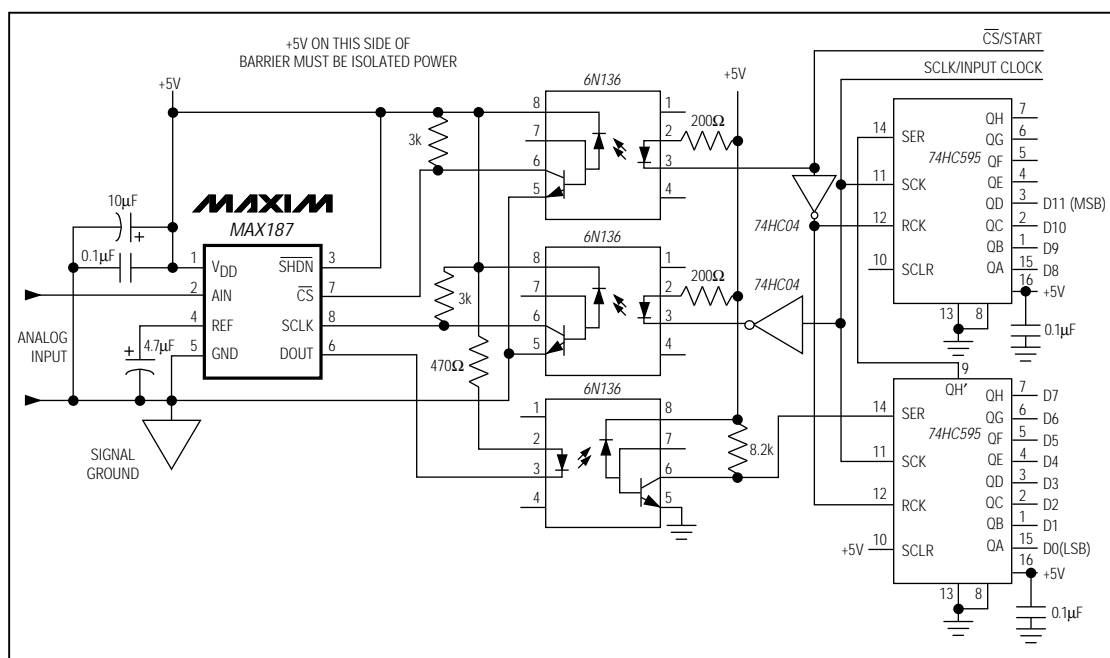 +5V ON THIS SIDE OF
BARRIER MUST BE ISOLATED POWER
+5V
3k
10µF
0.1µF
MAXIM
MAX187
1 VDD
2 AIN
4 REF
5 GND
SHDN 3
CS 7
SCLK 8
DOUT 6
ANALOG
INPUT
4.7µF
SIGNAL
GROUND
3k
470Ω
6N136
8
7
6
5
1
2
3
4
200Ω
+5V
6N136
8
7
6
5
1
2
3
4
200Ω
6N136
1
2
3
4
8
7
6
5
8.2k
CS/START
SCLK/INPUT CLOCK
74HC04
74HC04
74HC595
14 SER
11 SCK
12 RCK
10 SCLR
QH 7
QG 6
QF 5
QE 4
QD 3 D11 (MSB)
QC 2 D10
QB 1 D9
QA 15 D8
16
+5V
13 8
0.1µF
9
QH'
74HC595
14 SER
11 SCK
12 RCK
+5V 10 SCLR
QH 7 D7
QG 6 D6
QF 5 D5
QE 4 D4
QD 3 D3
QC 2 D2
QB 1 D1
QA 15 D0(LSB)
16
+5V
13 8
0.1µF